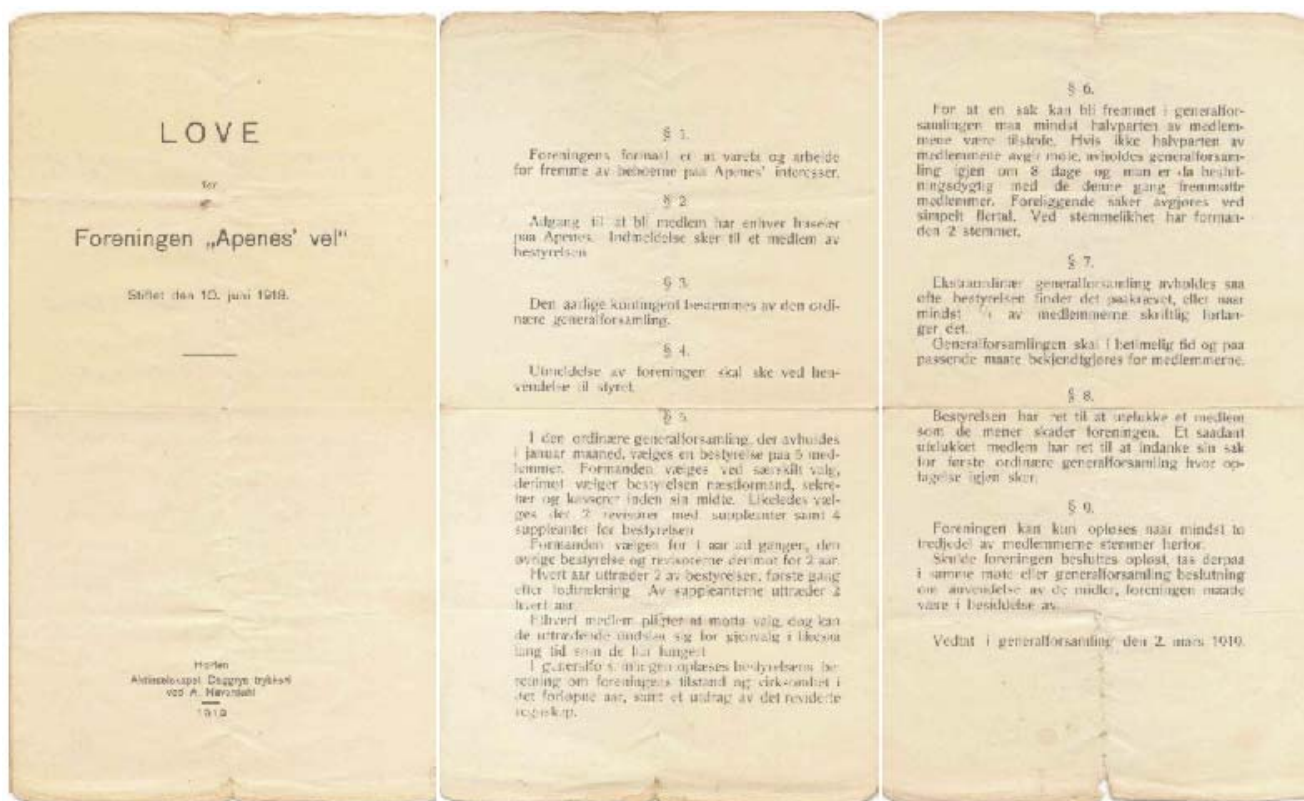 LOVE
for
Foreningen „Apenes' vel“
Stiftet den 10. juni 1918.
Horten
Aktieselskapet Daggry's trykkeri
ved A.
1919
§ 1.
Foreningens formaal er at vareta og arbeide
for fremme av beboerne paa Apenes' interesser.
§ 2
Adgang til at bli medlem har enhver huseier
paa Apenes. Indmeldelse sker til et medlem av
bestyrelsen
§ 3.
Den aarlige kontingent bestemmes av den ordi-
nære generalforsamling.
§ 4.
Utmeldelse av foreningen skal ske ved hen-
vendelse til styret.
§ 5.
I den ordinære generalforsamling, der avholdes
i januar maaned, vælges en bestyrelse paa 5 med-
lemmer. Formanden vælges ved særskilt valg,
derimot vælger bestyrelsen næstformand, sekre-
tær og kasserer inden sin midte. Likeledes væl-
ges der 2 revisorer med suppleanter samt 4
suppleanter for bestyrelsen
Formanden vælges for 1 aar ad gangen, den
øvrige bestyrelse og revisorerne derimot for 2 aar.
Hvert aar uttræder 2 av bestyrelsen, første gang
efter lodtrækning. Av suppleanterne uttræder 2
hvert aar
Ethvert medlem pligter at motta valg, dog kan
de uttrædende undslaa sig for gjenvalg i likesaa
lang tid som de har fungert
I generalforsamlingen oplæses bestyrelsens be-
retning om foreningens tilstand og virksomhet i
det forløpne aar, samt et utdrag av det reviderte
regnskap.
§ 6.
For at en sak kan bli fremmet i generalfor-
samlingen maa mindst halvparten av medlem-
mene være tilstede. Hvis ikke halvparten av
medlemmene avgir møte, avholdes generalforsam-
ling igjen om 8 dage og man er da beslut-
ningsdygtig med de denne gang fremmøtte
medlemmer. Foreliggende saker avgjøres ved
simpelt flertal. Ved stemmelikhet har forman-
den 2 stemmer.
§ 7.
Ekstraordinær generalforsamling avholdes saa
ofte bestyrelsen finder det paakrævet, eller naar
mindst av medlemmerne skriftlig forlan-
ger det.
Generalforsamlingen skal i betimelig tid og paa
passende maate bekjendtgjøres for medlemmerne.
§ 8.
Bestyrelsen har ret til at utelukke et medlem
som de mener skader foreningen. Et saadant
utelukket medlem har ret til at indanke sin sak
for første ordinære generalforsamling hvor op-
tagelse igjen sker.
§ 9.
Foreningen kan kun opløses naar mindst to
tredjedel av medlemmerne stemmer herfor.
Skulde foreningen besluttes opløst, tas derpaa
i samme møte eller generalforsamling beslutning
om anvendelse av de midler, foreningen maatte
være i besiddelse av.
Vedtat i generalforsamling den 2. mars 1919.